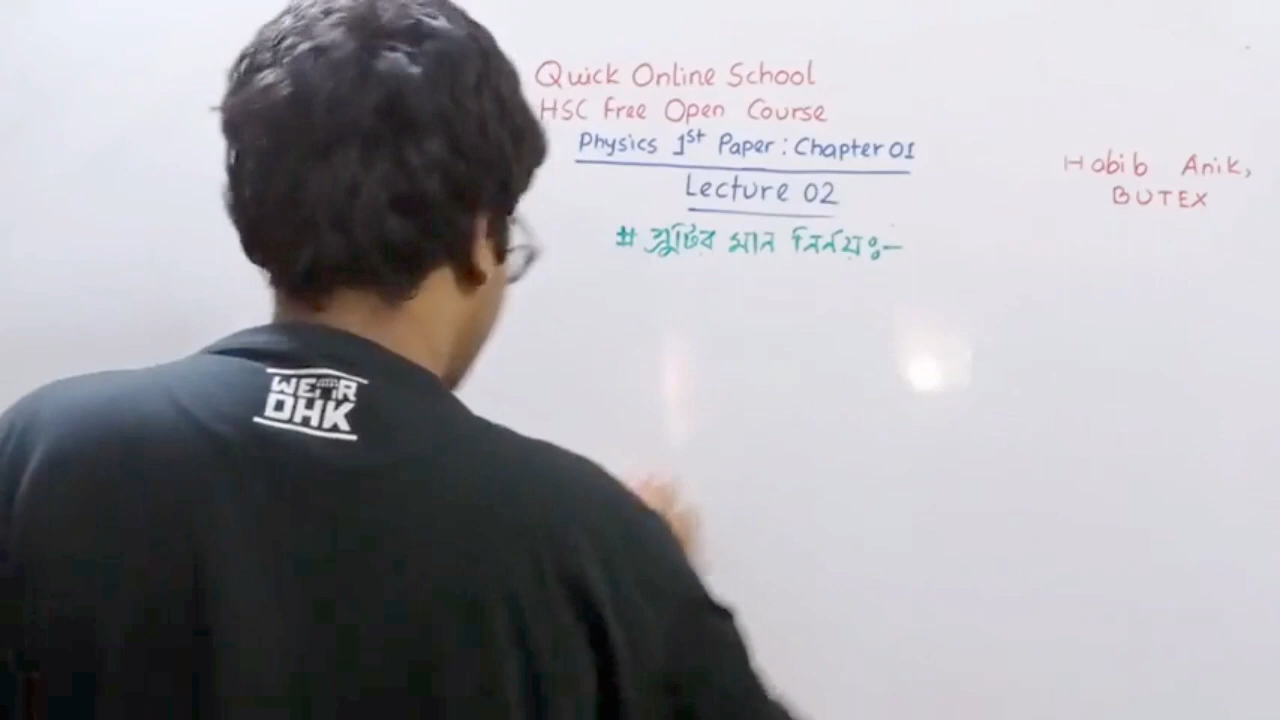 Quick Online School
HSC Free Open Course
Physics 1st Paper: Chapter 01
Lecture 02
# ত্রুটির মান নির্নয়ঃ-
Habib Anik,
BUTEX
WE R
DHK